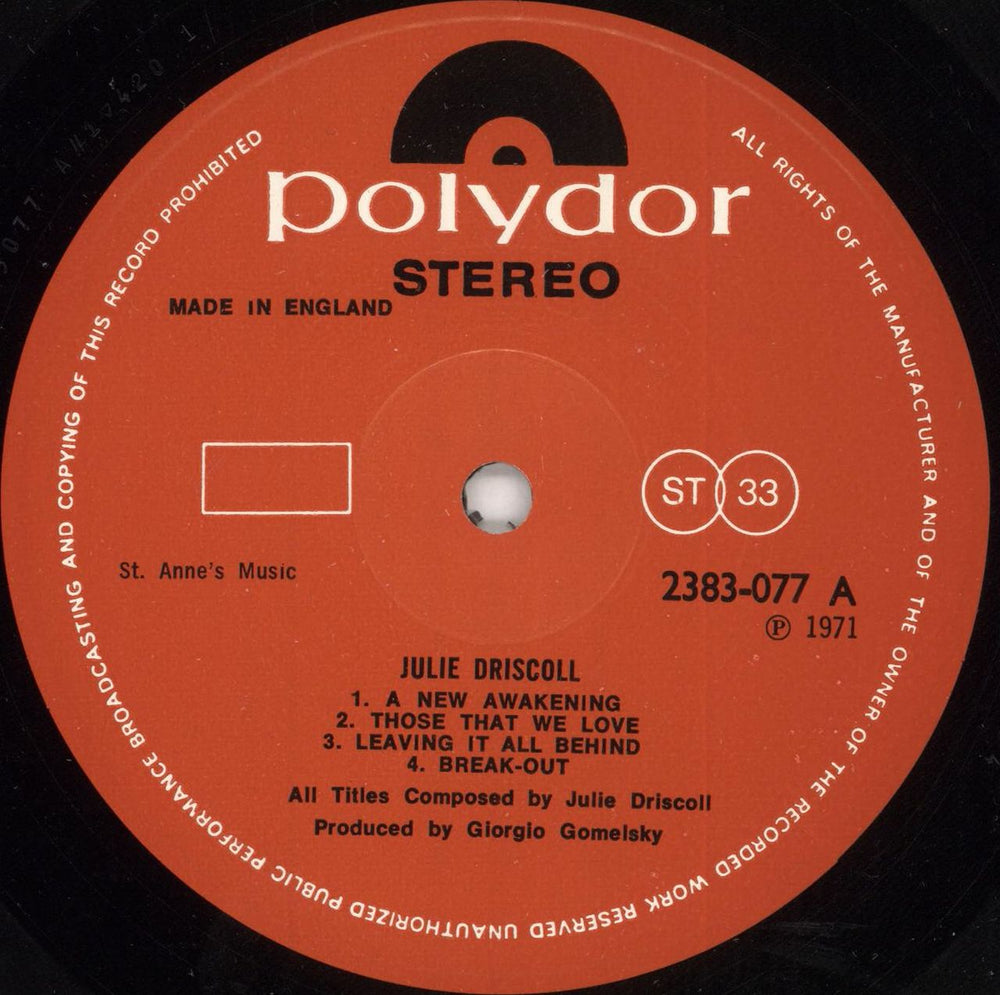 polydor
STEREO
MADE IN ENGLAND
ST 33
St. Anne's Music
2383-077 A
℗ 1971
JULIE DRISCOLL
1. A NEW AWAKENING
2. THOSE THAT WE LOVE
3. LEAVING IT ALL BEHIND
4. BREAK-OUT
All Titles Composed by Julie Driscoll
Produced by Giorgio Gomelsky
ALL RIGHTS OF THE MANUFACTURER AND OF THE OWNER OF THE RECORDED WORK RESERVED UNAUTHORIZED PUBLIC PERFORMANCE BROADCASTING AND COPYING OF THIS RECORD PROHIBITED